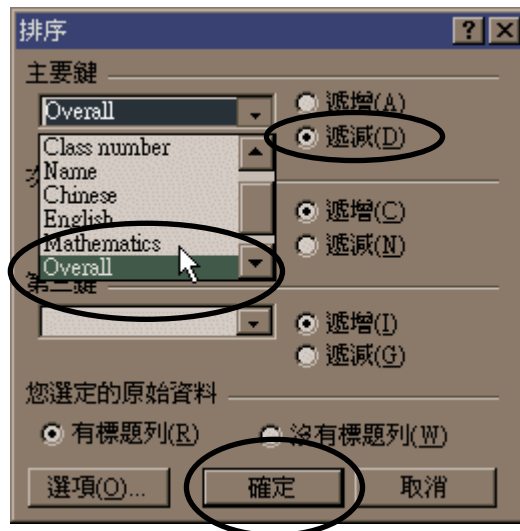 排序
主要鍵
Overall
遞增(A)
遞減(D)
Class number
Name
Chinese
English
Mathematics
Overall
遞增(C)
遞減(N)
第三鍵
遞增(I)
遞減(G)
您選定的原始資料
有標題列(R) 沒有標題列(W)
選項(O)... 確定 取消